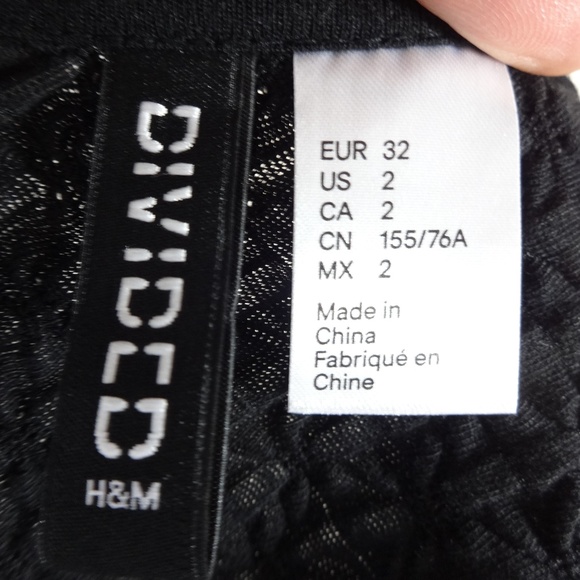 DIVIDED
H&M
EUR 32
US 2
CA 2
CN 155/76A
MX 2
Made in
China
Fabriqué en
Chine